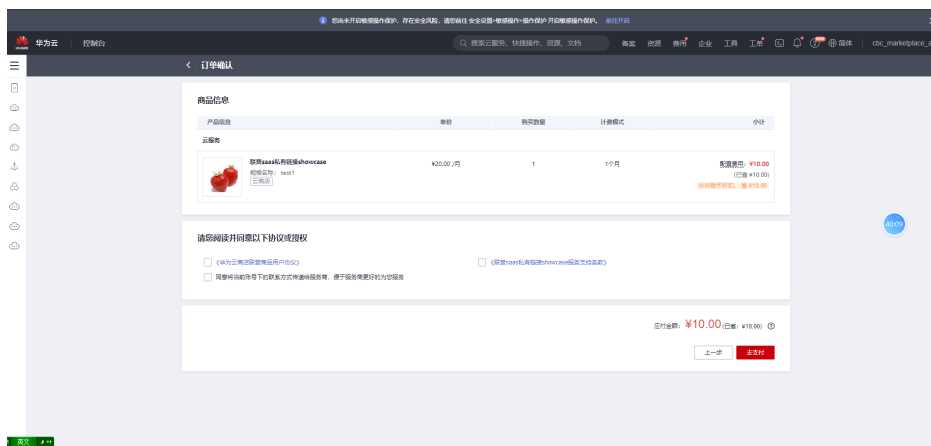 您尚未开启敏感操作保护，存在安全风险，请您前往 安全设置>敏感操作>操作保护 开启敏感操作保护。 前往开启
华为云 控制台 搜索云服务、快捷操作、资源、文档 备案 资源 费用 企业 工具 工单 简体 cbc_marketplace_a
< 订单确认
商品信息
产品信息 单价 购买数量 计费模式 小计
云服务
联营saas私有链接showcase ¥20.00 /月 1 1个月 配置费用: ¥10.00
规格名称: test1 (已省 ¥10.00)
云商店 伙伴授予折扣，省 ¥10.00
40:09
请您阅读并同意以下协议或授权
《华为云商店联营商品用户协议》 《联营saas私有链接showcase服务支持条款》
同意将当前账号下的联系方式传递给服务商，便于服务商更好的为您服务
应付金额: ¥10.00 (已省: ¥10.00)
上一步 去支付
英文